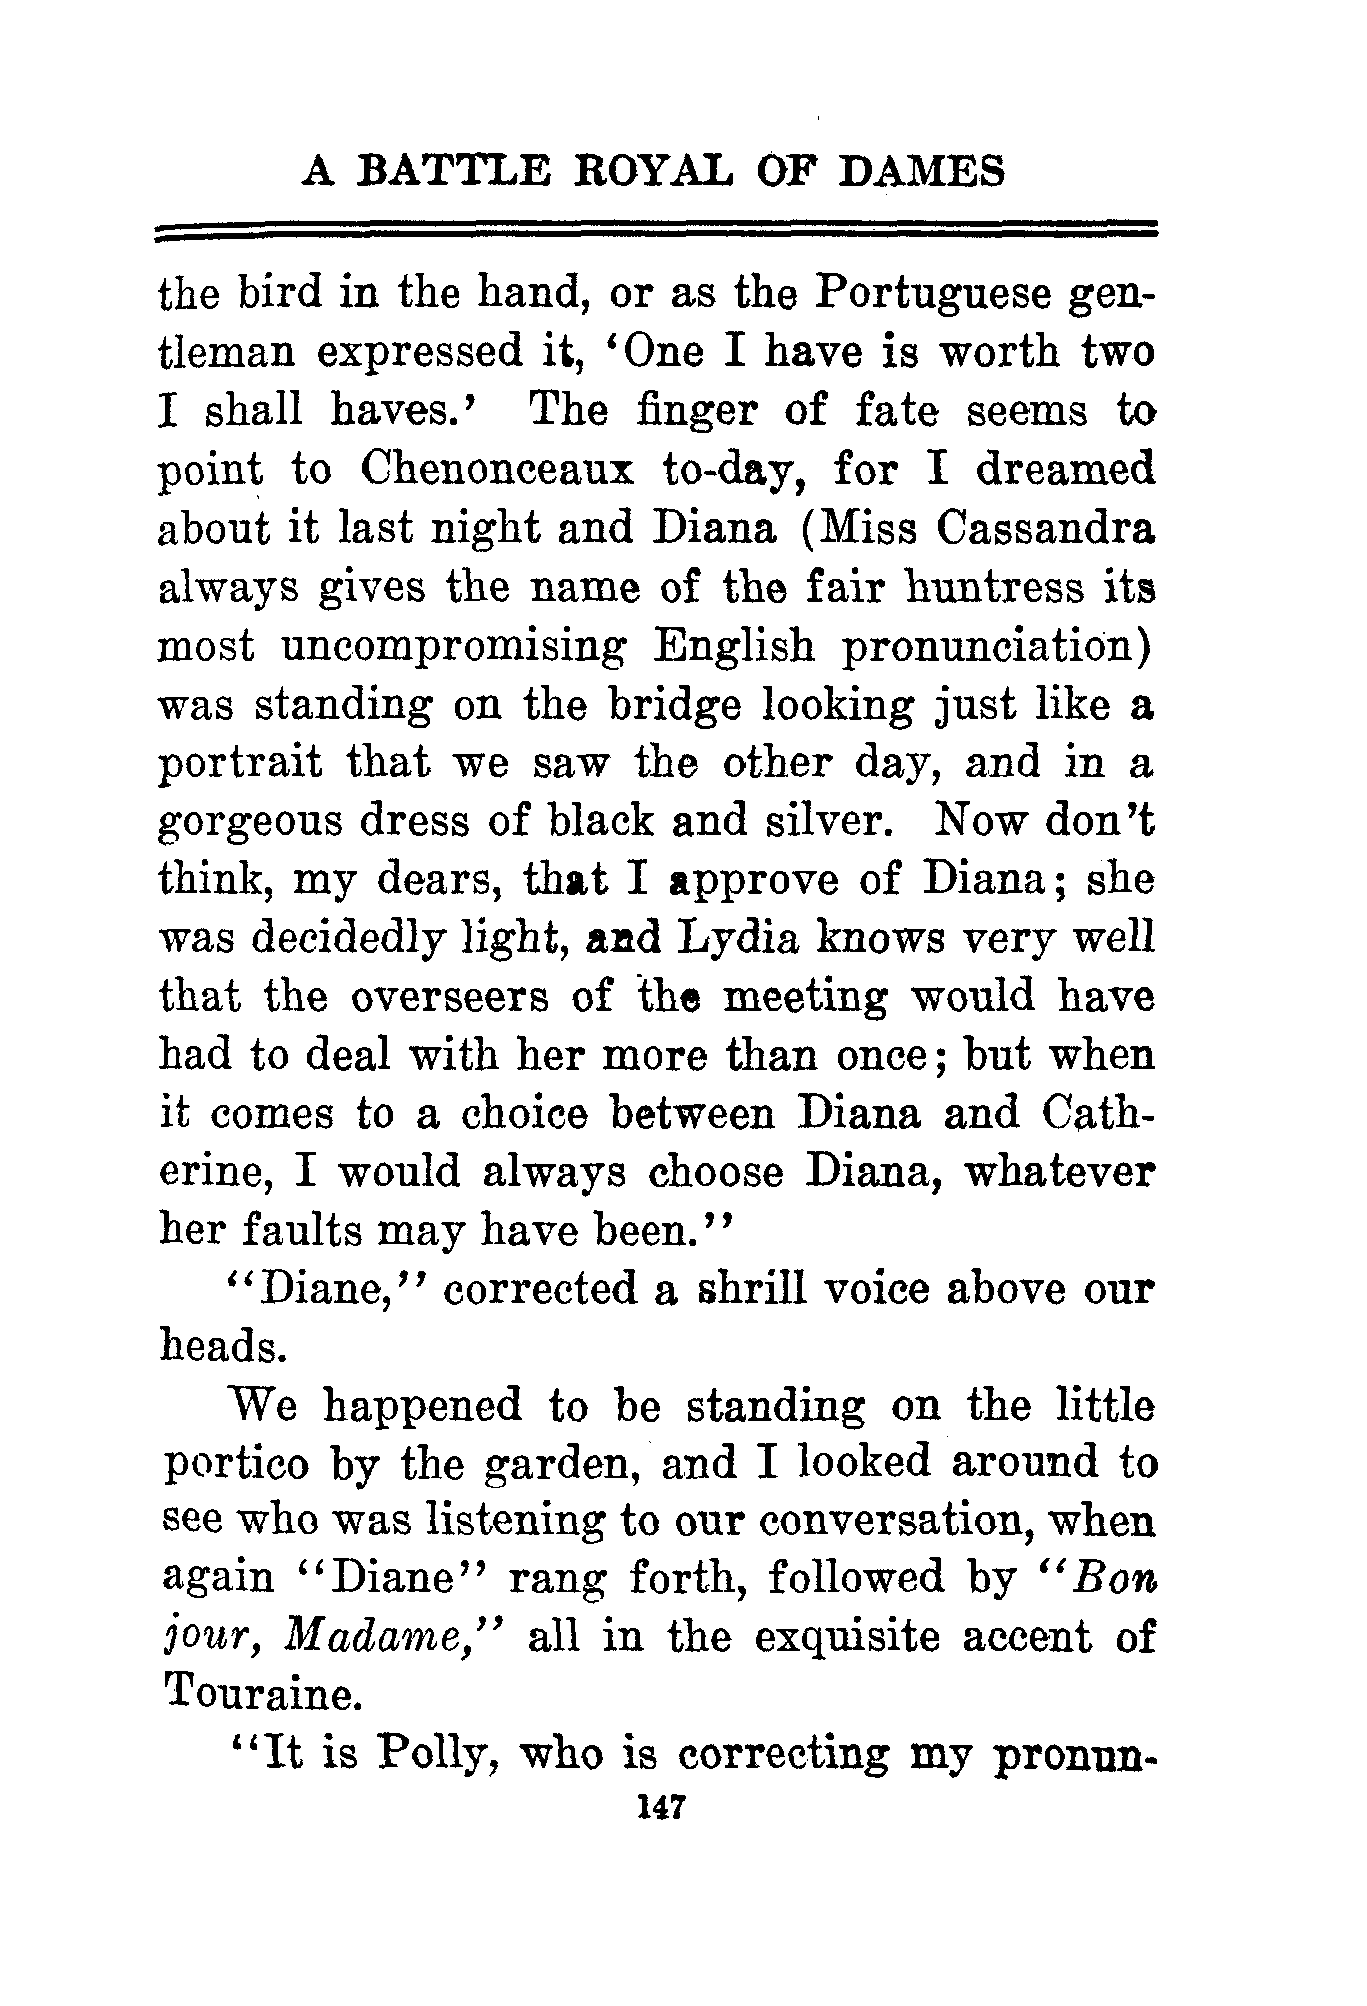 A BATTLE ROYAL OF DAMES
the bird in the hand, or as the Portuguese gen-
tleman expressed it, ‘One I have is worth two
I shall haves.’ The finger of fate seems to
point to Chenonceaux to-day, for I dreamed
about it last night and Diana (Miss Cassandra
always gives the name of the fair huntress its
most uncompromising English pronunciation)
was standing on the bridge looking just like a
portrait that we saw the other day, and in a
gorgeous dress of black and silver. Now don’t
think, my dears, that I approve of Diana; she
was decidedly light, and Lydia knows very well
that the overseers of the meeting would have
had to deal with her more than once; but when
it comes to a choice between Diana and Cath-
erine, I would always choose Diana, whatever
her faults may have been.’’
‘‘Diane,’’ corrected a shrill voice above our
heads.
We happened to be standing on the little
portico by the garden, and I looked around to
see who was listening to our conversation, when
again ‘‘Diane’’ rang forth, followed by ‘‘Bon
jour, Madame,’’ all in the exquisite accent of
Touraine.
‘‘It is Polly, who is correcting my pronun-
147